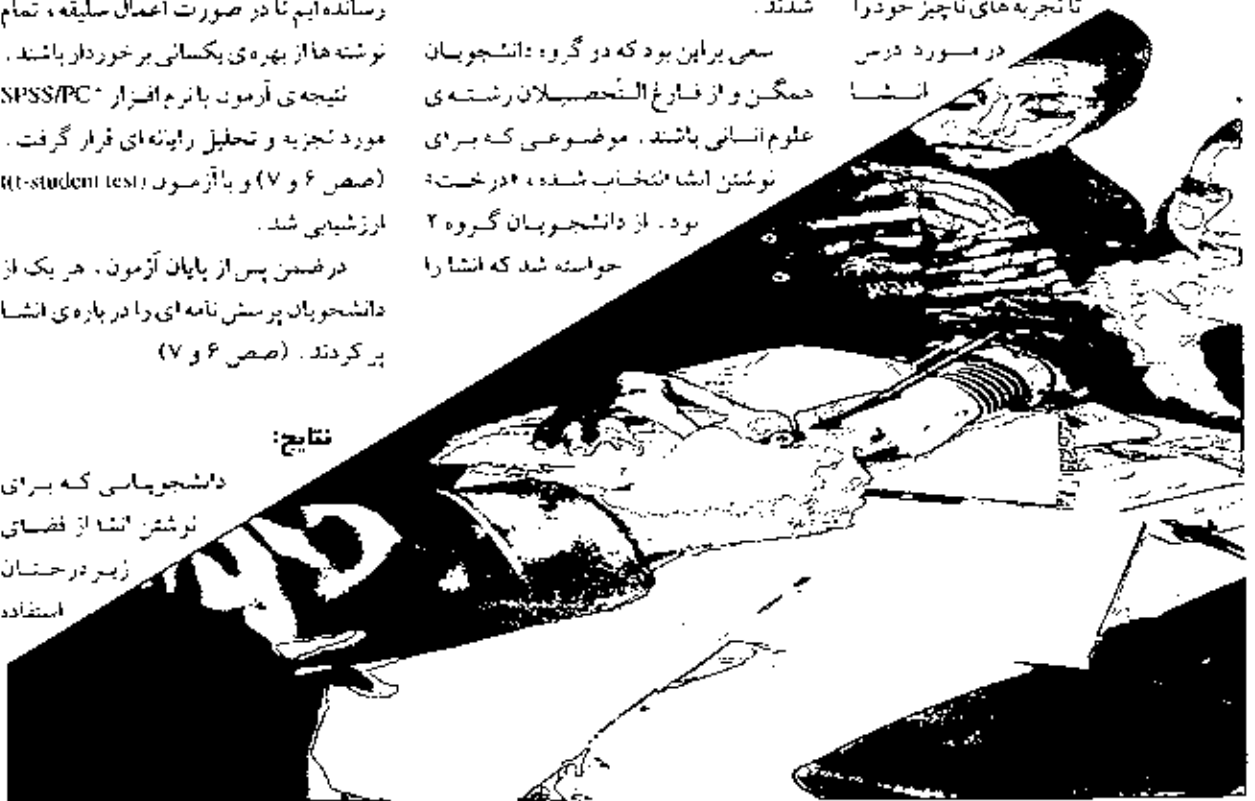 تا تجربه های ناچیز خود را
در مورد درس
انشا
شدند.
سعی براین بود که دو گروه دانشجویان
همگن و از فارغ التّحصیلان رشته ی
علوم انسانی باشند. موضوعی که برای
نوشتن انشا انتخاب شده، «درخت»
بود. از دانشجویان گروه ۲
خواسته شد که انشا را
رسانده ایم تا در صورت اعمال سلیقه، تمام
نوشته ها از بهره ی یکسانی برخوردار باشند.
نتیجه ی آزمون با نرم افزار SPSS/PC+
مورد تجزیه و تحلیل رایانه ای قرار گرفت.
(صص ۶ و ۷) و با آزمون (t-student test)
ارزشیابی شد.
در ضمن پس از پایان آزمون، هر یک از
دانشجویان پرسش نامه ای را درباره ی انشا
پر کردند. (صص ۶ و ۷)
نتایج:
دانشجویانی که برای
نوشتن انشا از فضای
زیر درختان
استفاده